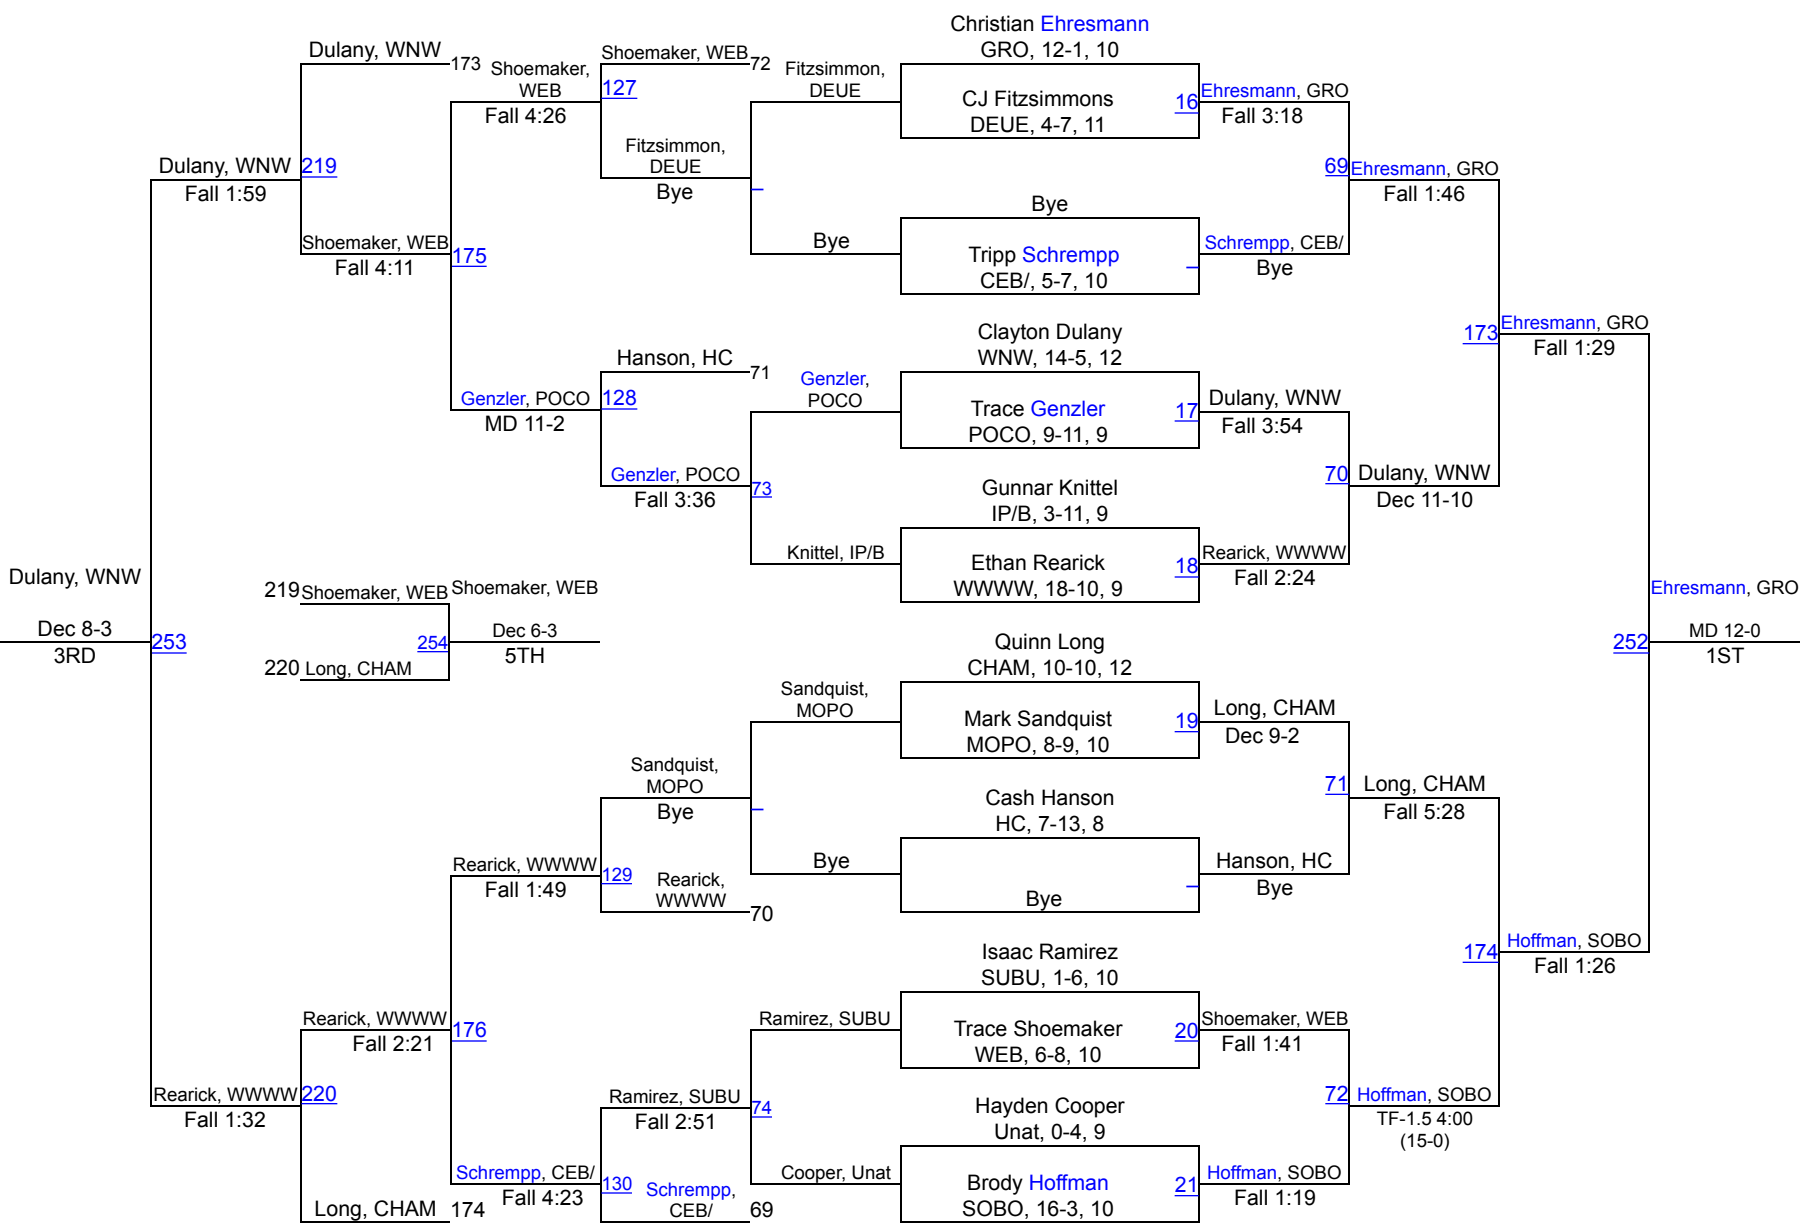 Christian Ehresmann
GRO, 12-1, 10
Dulany, WNW
173
Shoemaker,
WEB
Fall 4:26
Shoemaker, WEB
72
127
Fitzsimmon,
DEUE
CJ Fitzsimmons
DEUE, 4-7, 11
16
Ehresmann, GRO
Fall 3:18
Fitzsimmon,
DEUE
Bye
Dulany, WNW
219
Fall 1:59
69
Ehresmann, GRO
Fall 1:46
Bye
Shoemaker, WEB
175
Fall 4:11
Bye
Tripp Schrempp
CEB/, 5-7, 10
Schrempp, CEB/
Bye
Clayton Dulany
WNW, 14-5, 12
173
Ehresmann, GRO
Fall 1:29
Hanson, HC
71
Genzler, POCO
128
MD 11-2
Genzler,
POCO
Trace Genzler
POCO, 9-11, 9
17
Dulany, WNW
Fall 3:54
Genzler, POCO
73
Fall 3:36
Gunnar Knittel
IP/B, 3-11, 9
70
Dulany, WNW
Dec 11-10
Knittel, IP/B
Ethan Rearick
WWWW, 18-10, 9
18
Rearick, WWWW
Fall 2:24
Dulany, WNW
Dec 8-3
3RD
253
219
Shoemaker, WEB
Shoemaker, WEB
254
Dec 6-3
5TH
220
Long, CHAM
Ehresmann, GRO
252
MD 12-0
1ST
Quinn Long
CHAM, 10-10, 12
Sandquist,
MOPO
Mark Sandquist
MOPO, 8-9, 10
19
Long, CHAM
Dec 9-2
Sandquist,
MOPO
Bye
Cash Hanson
HC, 7-13, 8
71
Long, CHAM
Fall 5:28
Rearick, WWWW
129
Fall 1:49
Rearick,
WWWW
70
Bye
Bye
Hanson, HC
Bye
Isaac Ramirez
SUBU, 1-6, 10
174
Hoffman, SOBO
Fall 1:26
Rearick, WWWW
176
Fall 2:21
Ramirez, SUBU
Trace Shoemaker
WEB, 6-8, 10
20
Shoemaker, WEB
Fall 1:41
Rearick, WWWW
220
Fall 1:32
Ramirez, SUBU
74
Fall 2:51
Hayden Cooper
Unat, 0-4, 9
72
Hoffman, SOBO
TF-1.5 4:00
(15-0)
Schrempp, CEB/
130
Fall 4:23
Schrempp,
CEB/
69
Cooper, Unat
Brody Hoffman
SOBO, 16-3, 10
21
Hoffman, SOBO
Fall 1:19
Long, CHAM
174